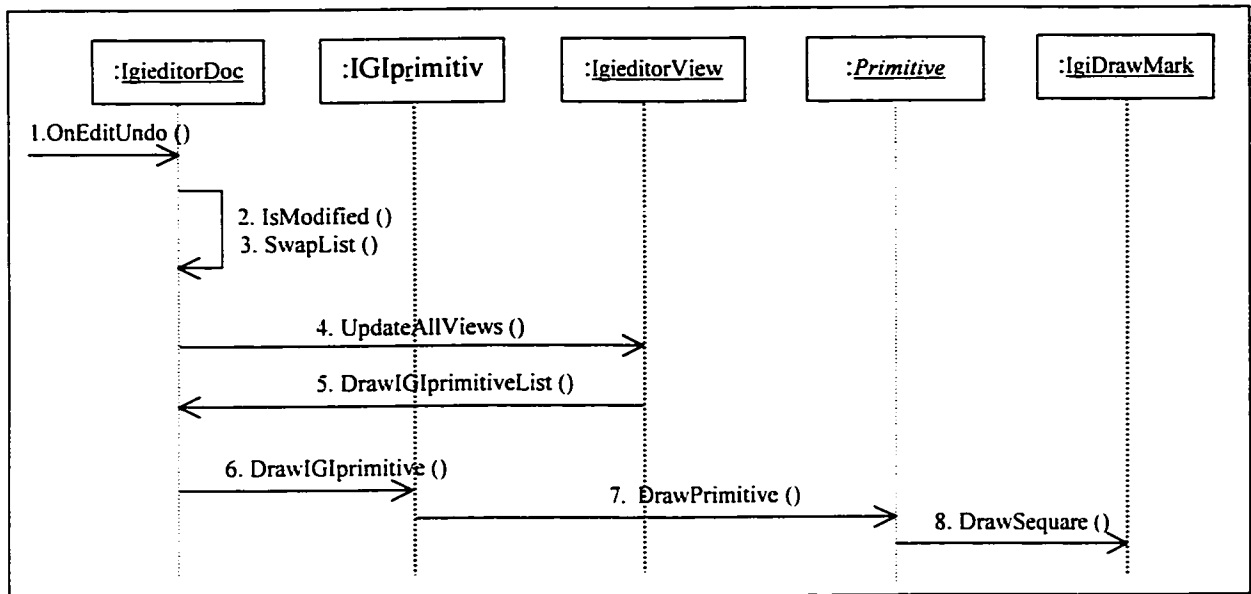 :IgieditorDoc
:IGIprimitiv
:IgieditorView
:Primitive
:IgiDrawMark
1.OnEditUndo ()
2. IsModified ()
3. SwapList ()
4. UpdateAllViews ()
5. DrawIGIprimitiveList ()
6. DrawIGIprimitive ()
7. DrawPrimitive ()
8. DrawSequare ()